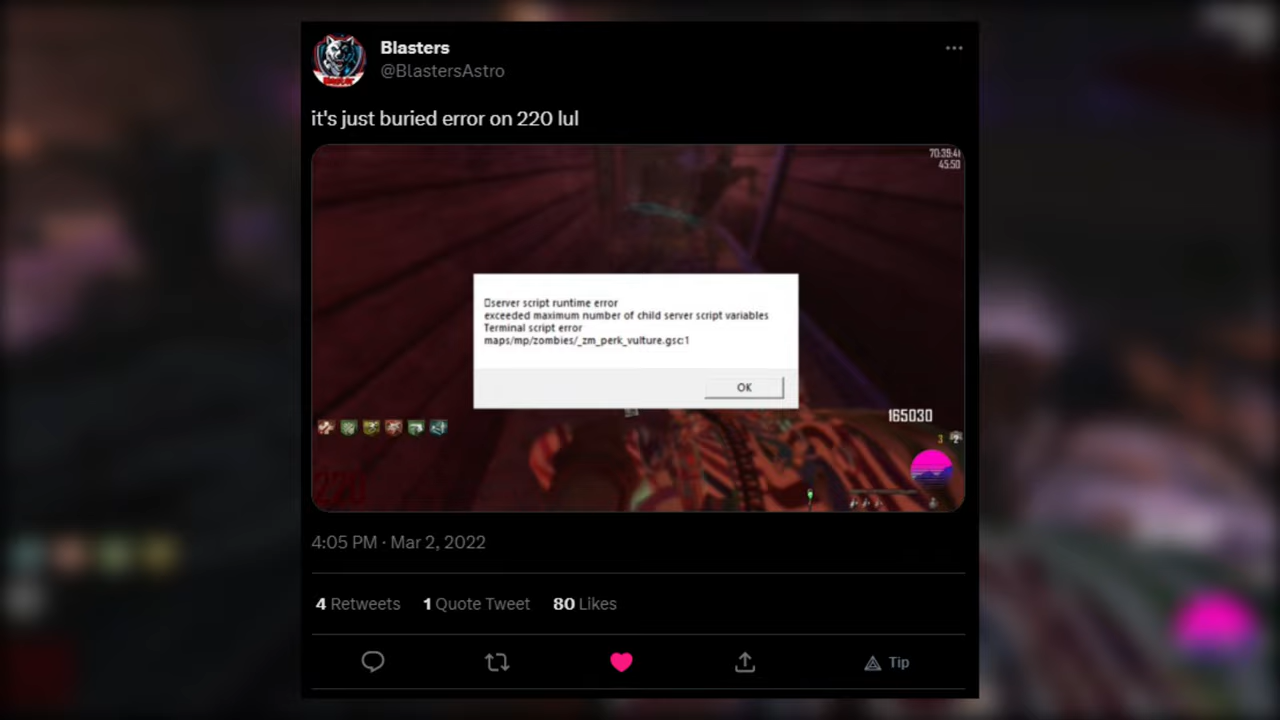 Blasters
@BlastersAstro
it's just buried error on 220 lul
70:39:41
45:50
server script runtime error
exceeded maximum number of child server script variables
Terminal script error
maps/mp/zombies/_zm_perk_vulture.gsc:1
OK
165030
3
4:05 PM · Mar 2, 2022
4 Retweets 1 Quote Tweet 80 Likes
Tip